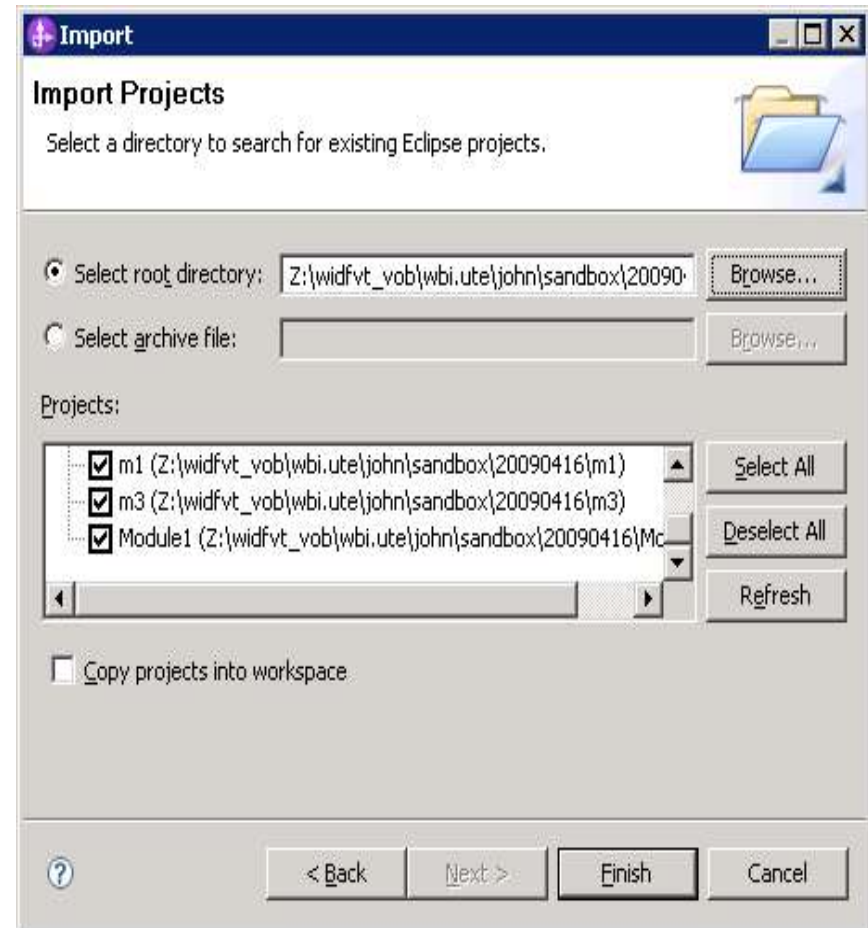 Import
Import Projects
Select a directory to search for existing Eclipse projects.
Select root directory: Z:\widfvt_vob\wbi.ute\john\sandbox\20090 Browse...
Select archive file: Browse...
Projects:
m1 (Z:\widfvt_vob\wbi.ute\john\sandbox\20090416\m1)
m3 (Z:\widfvt_vob\wbi.ute\john\sandbox\20090416\m3)
Module1 (Z:\widfvt_vob\wbi.ute\john\sandbox\20090416\Mo
Select All
Deselect All
Refresh
Copy projects into workspace
? < Back Next > Finish Cancel